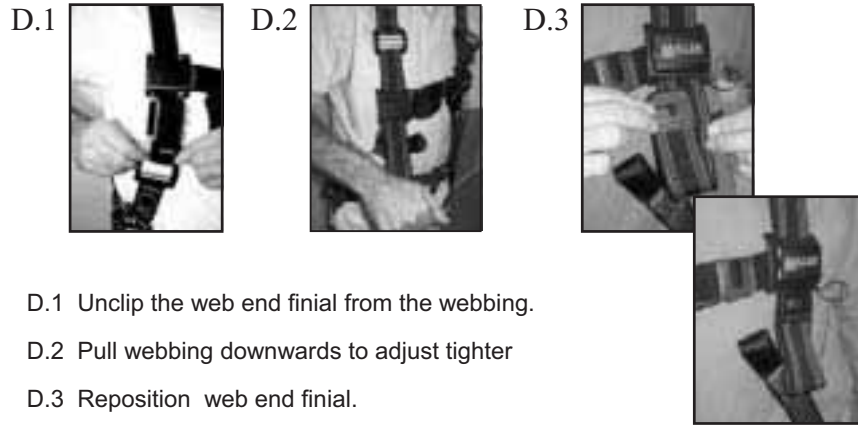 D.1 D.2 D.3
D.1 Unclip the web end finial from the webbing.
D.2 Pull webbing downwards to adjust tighter
D.3 Reposition web end finial.